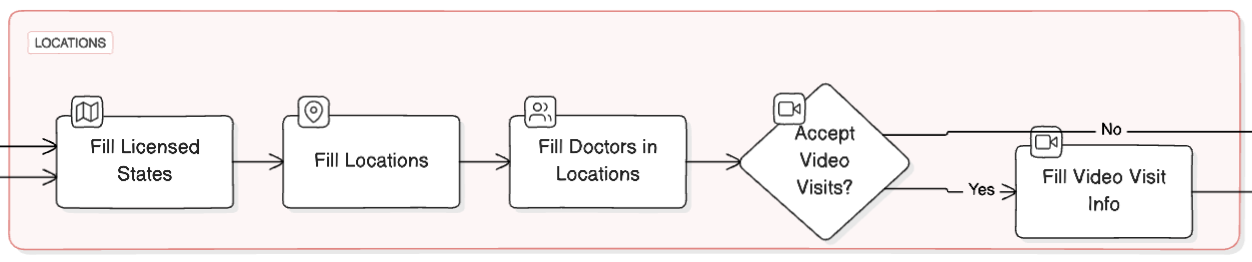 LOCATIONS
Fill Licensed
States
Fill Locations
Fill Doctors in
Locations
Accept
Video
Visits?
No
Yes
Fill Video Visit
Info